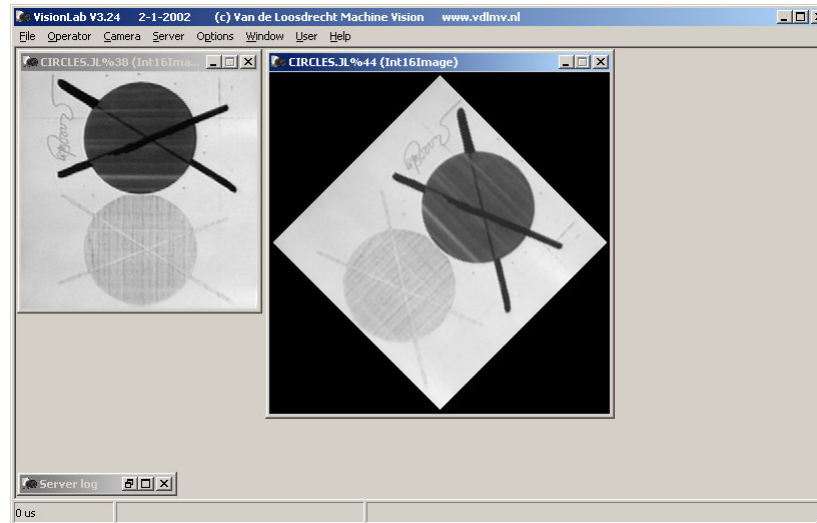 VisionLab V3.24 2-1-2002 (c) Van de Loosdrecht Machine Vision www.vdlmv.nl
File Operator Camera Server Options Window User Help
CIRCLES.JL%38 (Int16Ima...
CIRCLES.JL%44 (Int16Image)
Server log
0 us